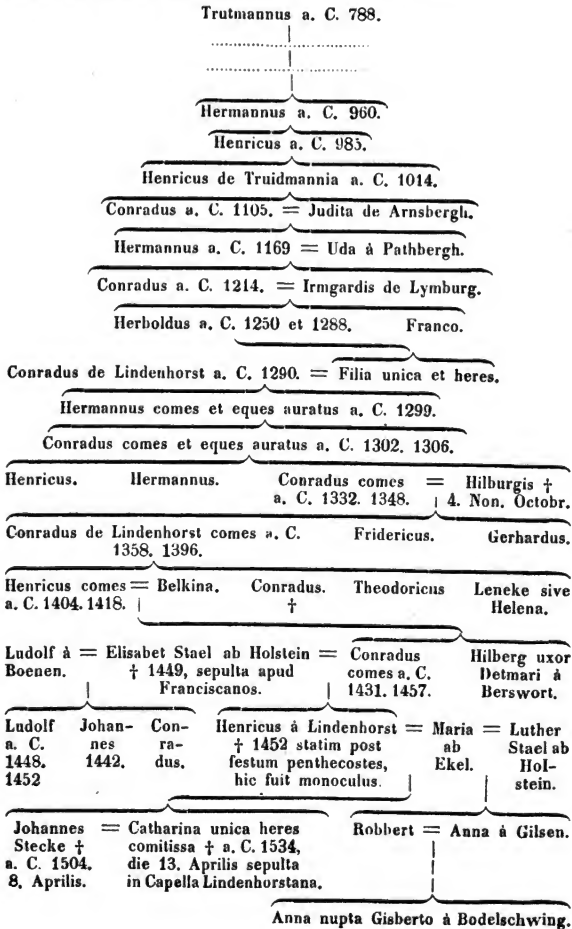 Trutmannus a. C. 788.
Hermannus a. C. 960.
Henricus a. C. 985.
Henricus de Truidmannia a. C. 1014.
Conradus a. C. 1105. = Judita de Arnsbergh.
Hermannus a. C. 1169 = Uda à Pathbergh.
Conradus a. C. 1214. = Irmgardis de Lymburg.
Herboldus a. C. 1250 et 1288. Franco.
Conradus de Lindenhorst a. C. 1290. = Filia unica et heres.
Hermannus comes et eques auratus a. C. 1299.
Conradus comes et eques auratus a. C. 1302. 1306.
Henricus. Hermannus. Conradus comes = Hilburgis †
a. C. 1332. 1348. 4. Non. Octobr.
Conradus de Lindenhorst comes a. C. Fridericus. Gerhardus.
1358. 1396.
Henricus comes = Belkina. Conradus. Theodoricus Leneke sive
a. C. 1404. 1418. † Helena.
Ludolf à = Elisabet Stael ab Holstein = Conradus Hilberg uxor
Boenen. † 1449, sepulta apud comes a. C. Detmari à
Franciscanos. 1431. 1457. Berswort.
Ludolf Johan- Con- Henricus à Lindenhorst = Maria = Luther
a. C. nes ra- † 1452 statim post ab Stael ab
1448. 1442. dus. festum penthecostes, Ekel. Hol-
1452 hic fuit monoculus. stein.
Johannes = Catharina unica heres Robbert = Anna à Gilsen.
Stecke † comitissa † a. C. 1534,
a. C. 1504. die 13. Aprilis sepulta
8. Aprilis. in Capella Lindenhorstana.
Anna nupta Gisberto à Bodelschwing.